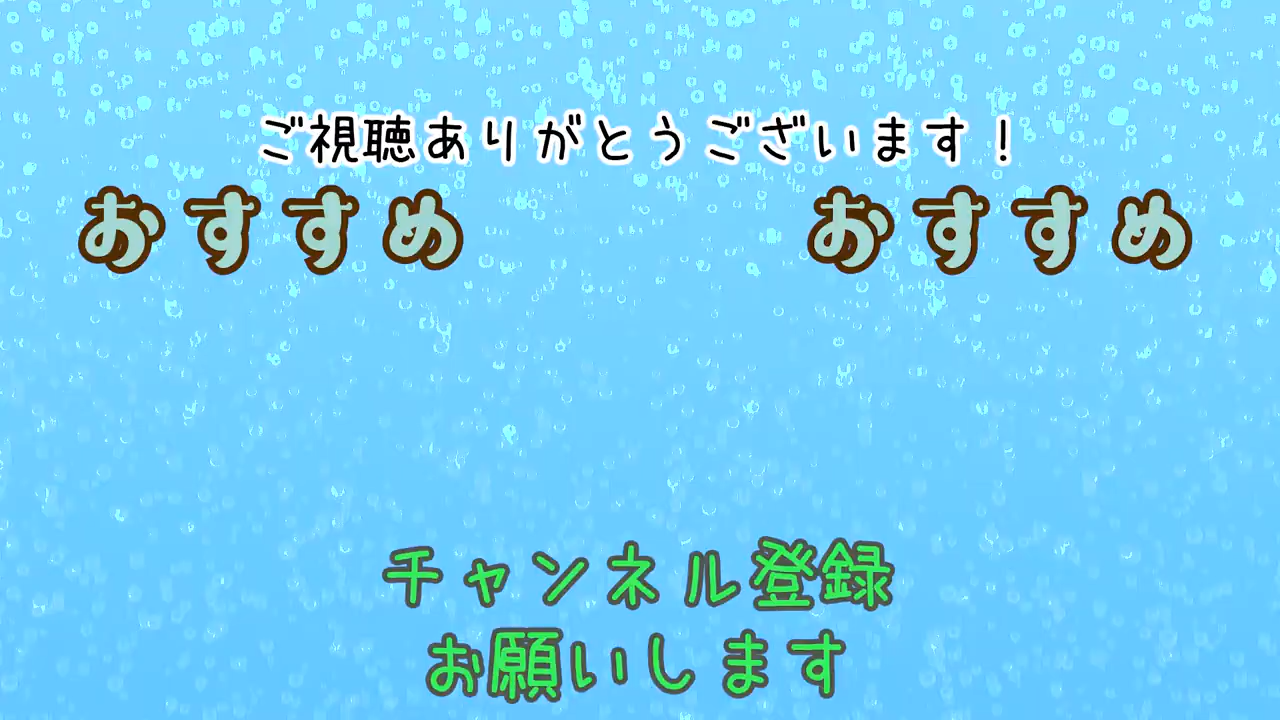 ご視聴ありがとうございます!
おすすめ おすすめ
チャンネル登録
お願いします